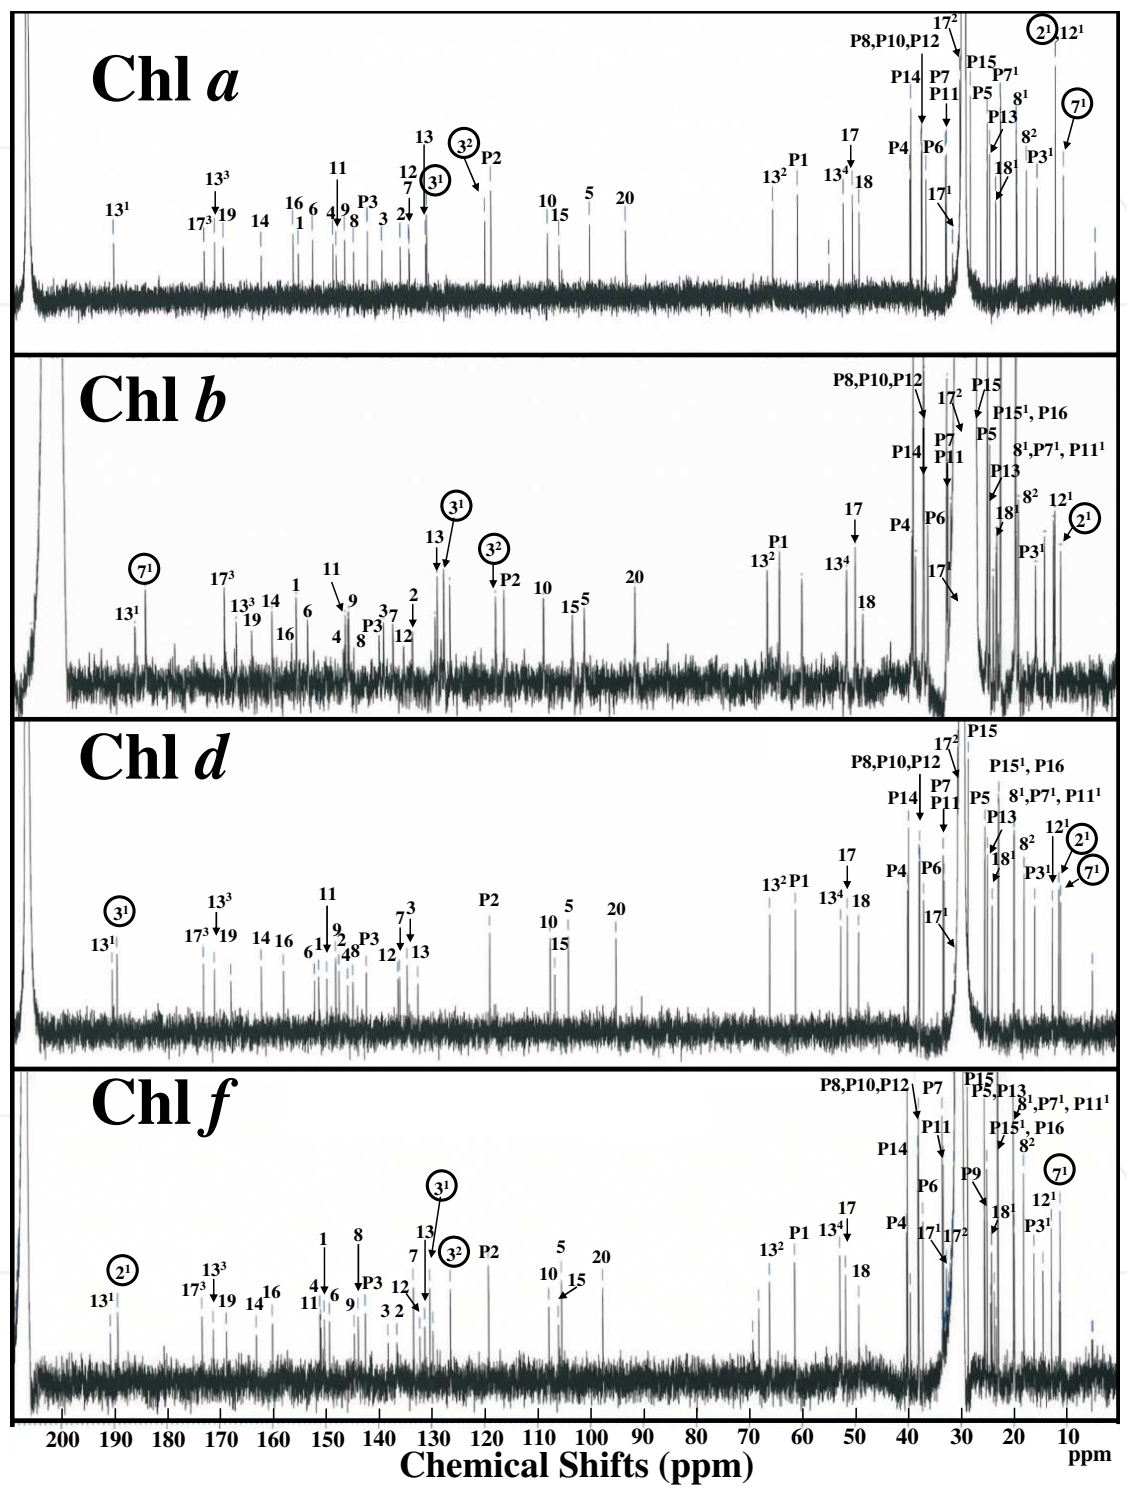 Chl a
17² 2¹ ,12¹
P8,P10,P12
P15
P14 P7 P7¹
P11 P5 8¹ 7¹
P13
13 3² P2 17 P4 P6 8² P3¹
11 12 3¹ 13² P1 13⁴ 18 18¹
13³ 7 17¹
13¹ 17³ 19 14 16 1 6 4 9 8 P3 3 2 10 15 5 20
Chl b
P8,P10,P12 17² P15
P15¹, P16
P14 P7 P5
P11 8¹,P7¹, P11¹
P13
3¹ 17 P4 P6 18¹ 8² 12¹ 2¹
13 3² 13² P1 13⁴ P3¹
7¹ 11 P2 17¹
13¹ 17³ 13³ 19 14 16 1 6 4 9 8 P3 3 7 12 2 10 15 5 20 18
Chl d
17² P15
P8,P10,P12 P15¹, P16
P14 P7 P5 8¹,P7¹, P11¹
P11 P13 12¹ 2¹
17 P4 P6 18¹ 8² P3¹ 7¹
3¹ 13³ 11 7 3 P2 13² P1 13⁴ 18 17¹
13¹ 17³ 19 14 16 6 1 9 2 4 8 P3 12 13 10 15 5 20
Chl f
P8,P10,P12 P7 P15 P5,P13
8¹,P7¹, P11¹
P11 P15¹, P16
P14 8²
P9 7¹
3¹ P6 12¹
17 P4 18¹ P3¹
1 8 13 3² P2 13² P1 13⁴ 17¹ 17²
2¹ 13³ 7 5 20 18
13¹ 17³ 19 14 16 4 11 6 9 P3 3 2 12 10 15
200 190 180 170 160 150 140 130 120 110 100 90 80 70 60 50 40 30 20 10
ppm
Chemical Shifts (ppm)